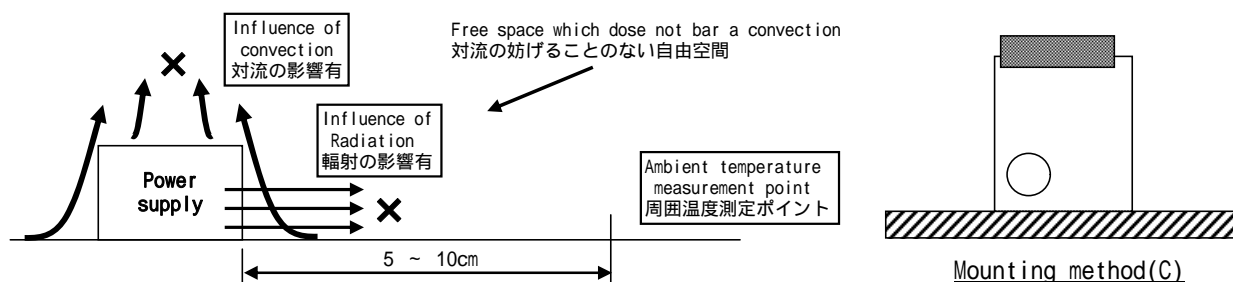 Influence of
convection
対流の影響有
Free space which dose not bar a convection
対流の妨げることのない自由空間
Influence of
Radiation
輻射の影響有
Power
supply
Ambient temperature
measurement point
周囲温度測定ポイント
5 ~ 10cm
Mounting method(C)